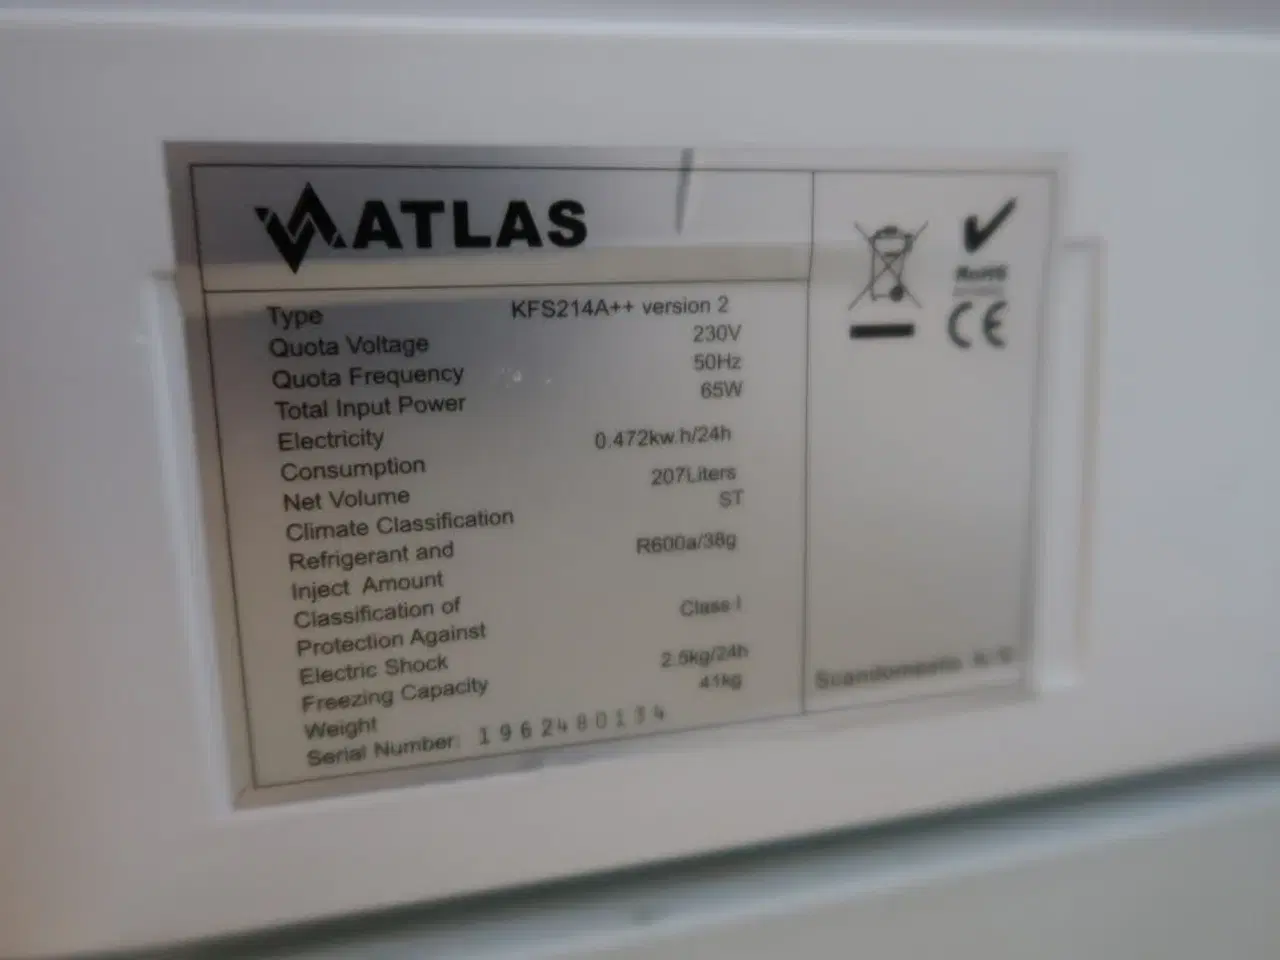 ATLAS
Type KFS214A++ version 2
Quota Voltage 230V
Quota Frequency 50Hz
Total Input Power 65W
Electricity
Consumption 0.472kw.h/24h
Net Volume 207Liters
Climate Classification ST
Refrigerant and
Inject Amount R600a/38g
Classification of
Protection Against
Electric Shock Class I
Freezing Capacity 2.5kg/24h
Weight 41kg
Serial Number: 1962480134
RoHS
CE
Scandomestic A/S